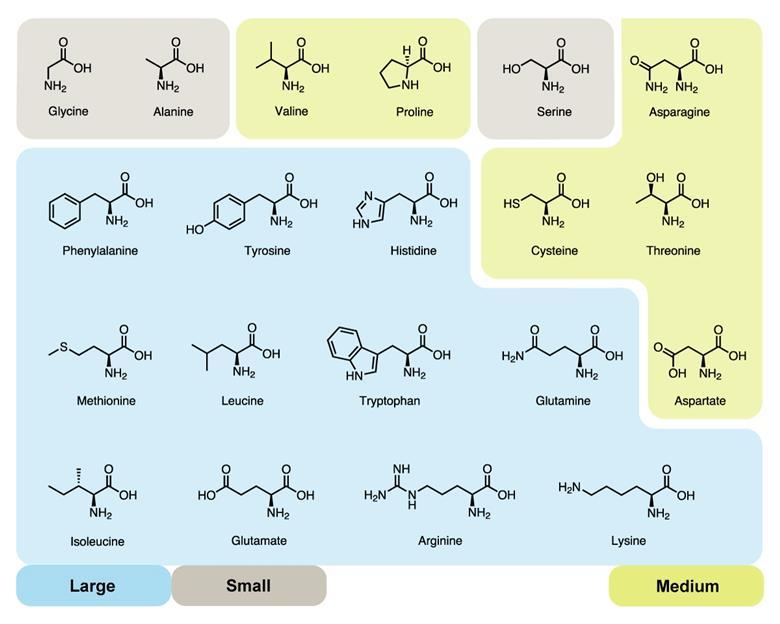 O
OH
NH₂
Glycine
O
OH
NH₂
Alanine
O
OH
NH₂
Valine
H
O
OH
NH
Proline
O
HO
OH
NH₂
Serine
O
O
OH
NH₂
NH₂
Asparagine
O
OH
NH₂
Phenylalanine
O
OH
NH₂
HO
Tyrosine
O
N
OH
HN
NH₂
Histidine
O
HS
OH
NH₂
Cysteine
OH
O
OH
NH₂
Threonine
O
S
OH
NH₂
Methionine
O
OH
NH₂
Leucine
O
OH
HN
NH₂
Tryptophan
O
O
H₂N
OH
NH₂
Glutamine
O
O
OH
OH
NH₂
Aspartate
O
OH
NH₂
Isoleucine
O
O
HO
OH
NH₂
Glutamate
NH
O
H₂N
N
H
OH
NH₂
Arginine
H₂N
O
OH
NH₂
Lysine
Large
Small
Medium